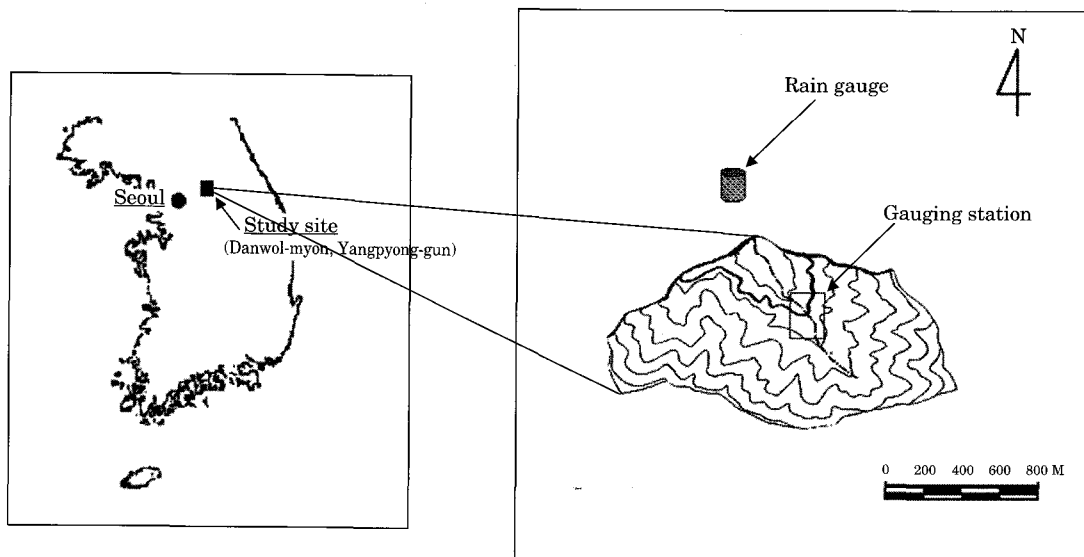 Seoul
Study site
(Danwol-myon, Yangpyong-gun)
N
Rain gauge
Gauging station
0 200 400 600 800 M